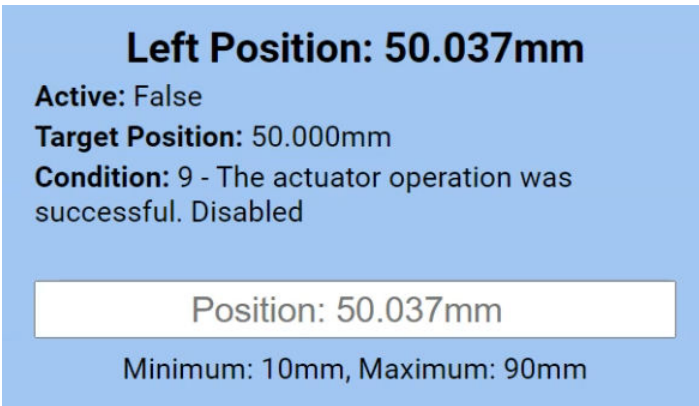 Left Position: 50.037mm
Active: False
Target Position: 50.000mm
Condition: 9 - The actuator operation was
successful. Disabled
Position: 50.037mm
Minimum: 10mm, Maximum: 90mm